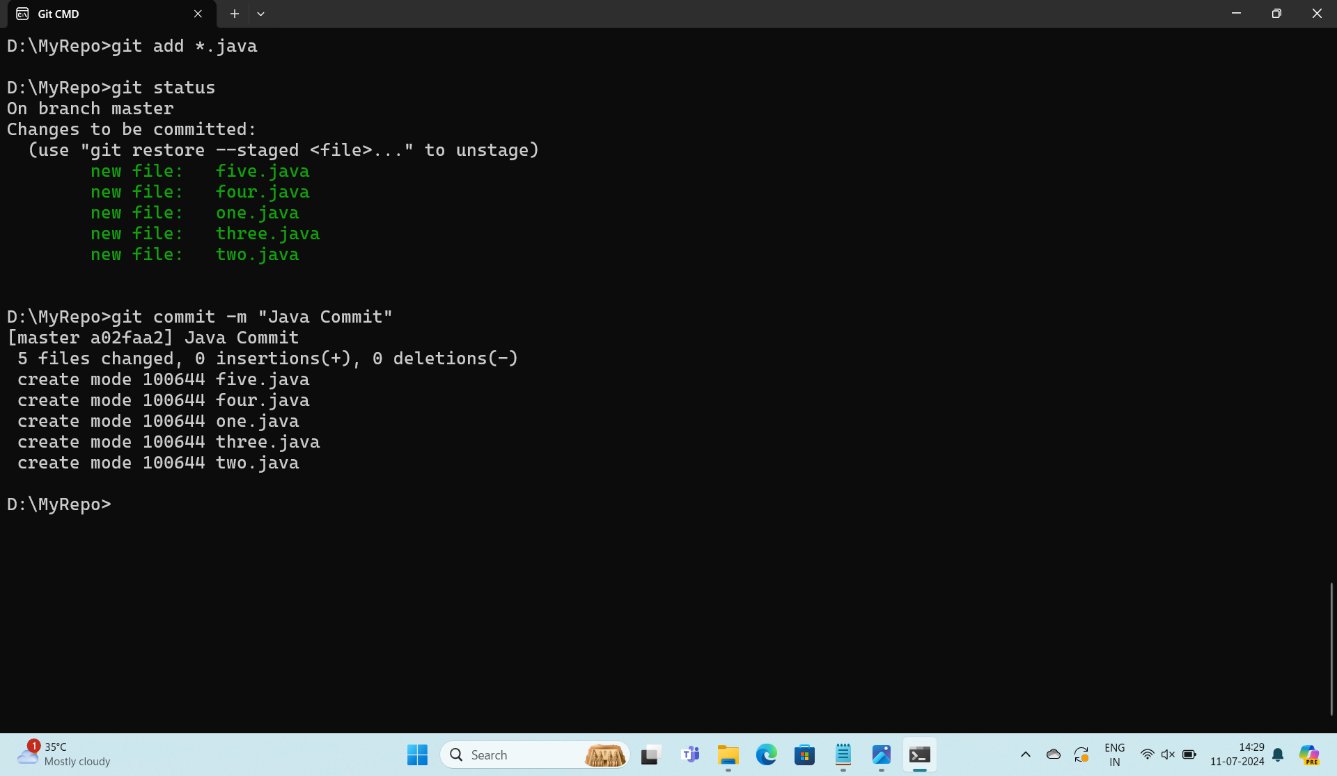 Git CMD
D:\MyRepo>git add *.java
D:\MyRepo>git status
On branch master
Changes to be committed:
  (use "git restore --staged <file>..." to unstage)
        new file:   five.java
        new file:   four.java
        new file:   one.java
        new file:   three.java
        new file:   two.java
D:\MyRepo>git commit -m "Java Commit"
[master a02faa2] Java Commit
 5 files changed, 0 insertions(+), 0 deletions(-)
 create mode 100644 five.java
 create mode 100644 four.java
 create mode 100644 one.java
 create mode 100644 three.java
 create mode 100644 two.java
D:\MyRepo>
1
35°C
Mostly cloudy
Search
ENG
IN
14:29
11-07-2024
PRE